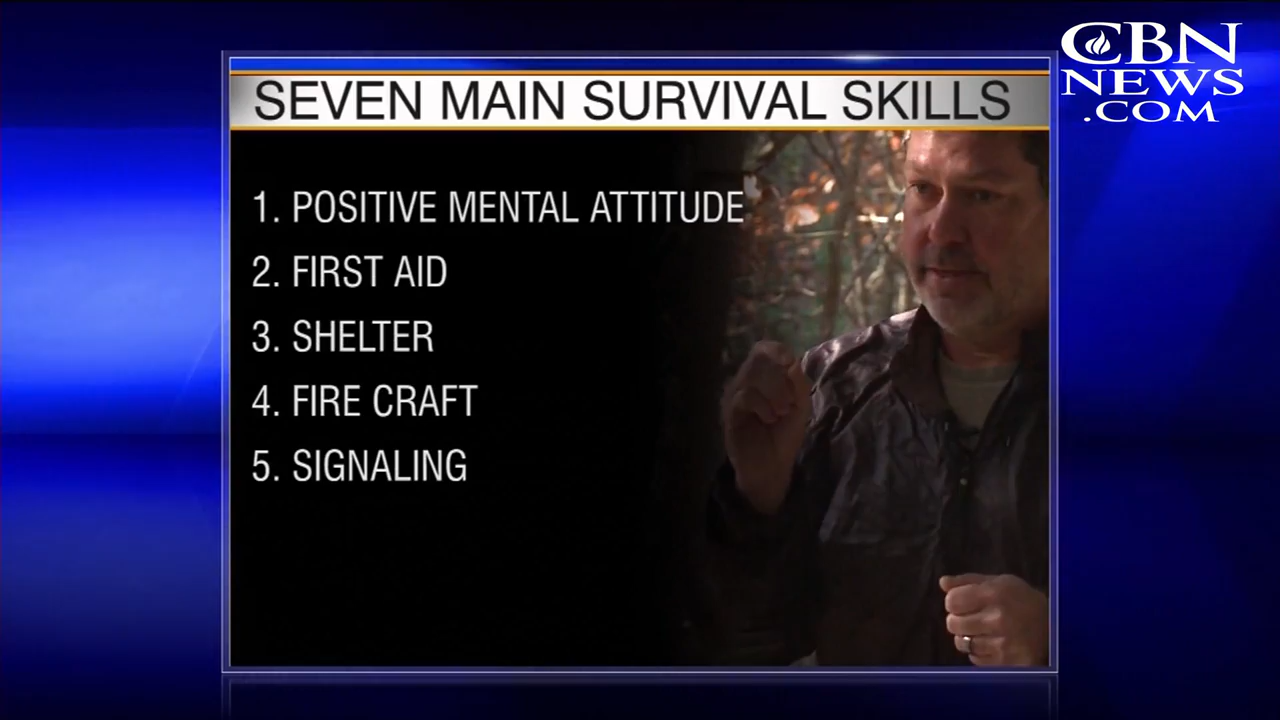 CBN
NEWS
.COM
SEVEN MAIN SURVIVAL SKILLS
1. POSITIVE MENTAL ATTITUDE
2. FIRST AID
3. SHELTER
4. FIRE CRAFT
5. SIGNALING